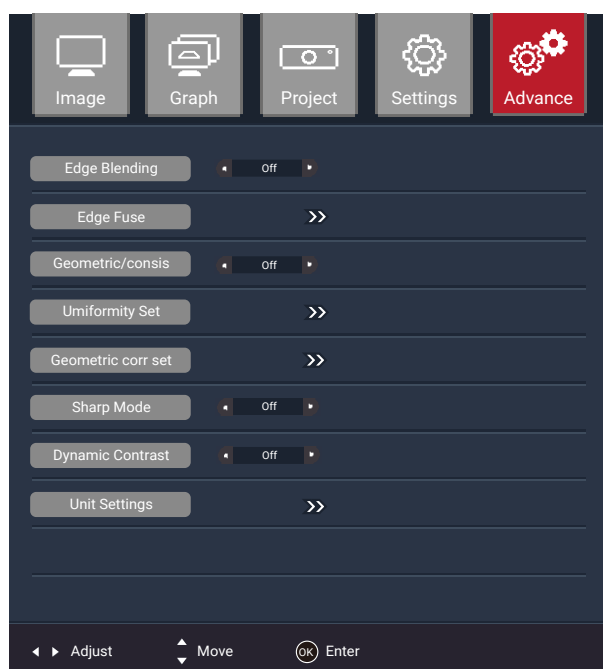 Image Graph Project Settings Advance
Edge Blending Off
Edge Fuse
Geometric/consis Off
Umiformity Set
Geometric corr set
Sharp Mode Off
Dynamic Contrast Off
Unit Settings
Adjust Move OK Enter